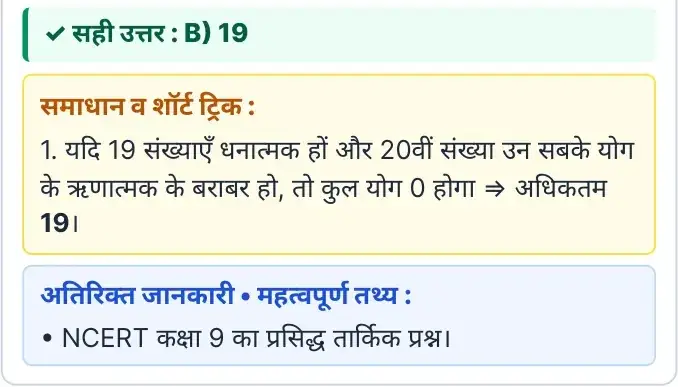 ✓ सही उत्तर : B) 19
समाधान व शॉर्ट ट्रिक :
1. यदि 19 संख्याएँ धनात्मक हों और 20वीं संख्या उन सबके योग
के ऋणात्मक के बराबर हो, तो कुल योग 0 होगा ⇒ अधिकतम
19।
अतिरिक्त जानकारी • महत्वपूर्ण तथ्य :
• NCERT कक्षा 9 का प्रसिद्ध तार्किक प्रश्न।